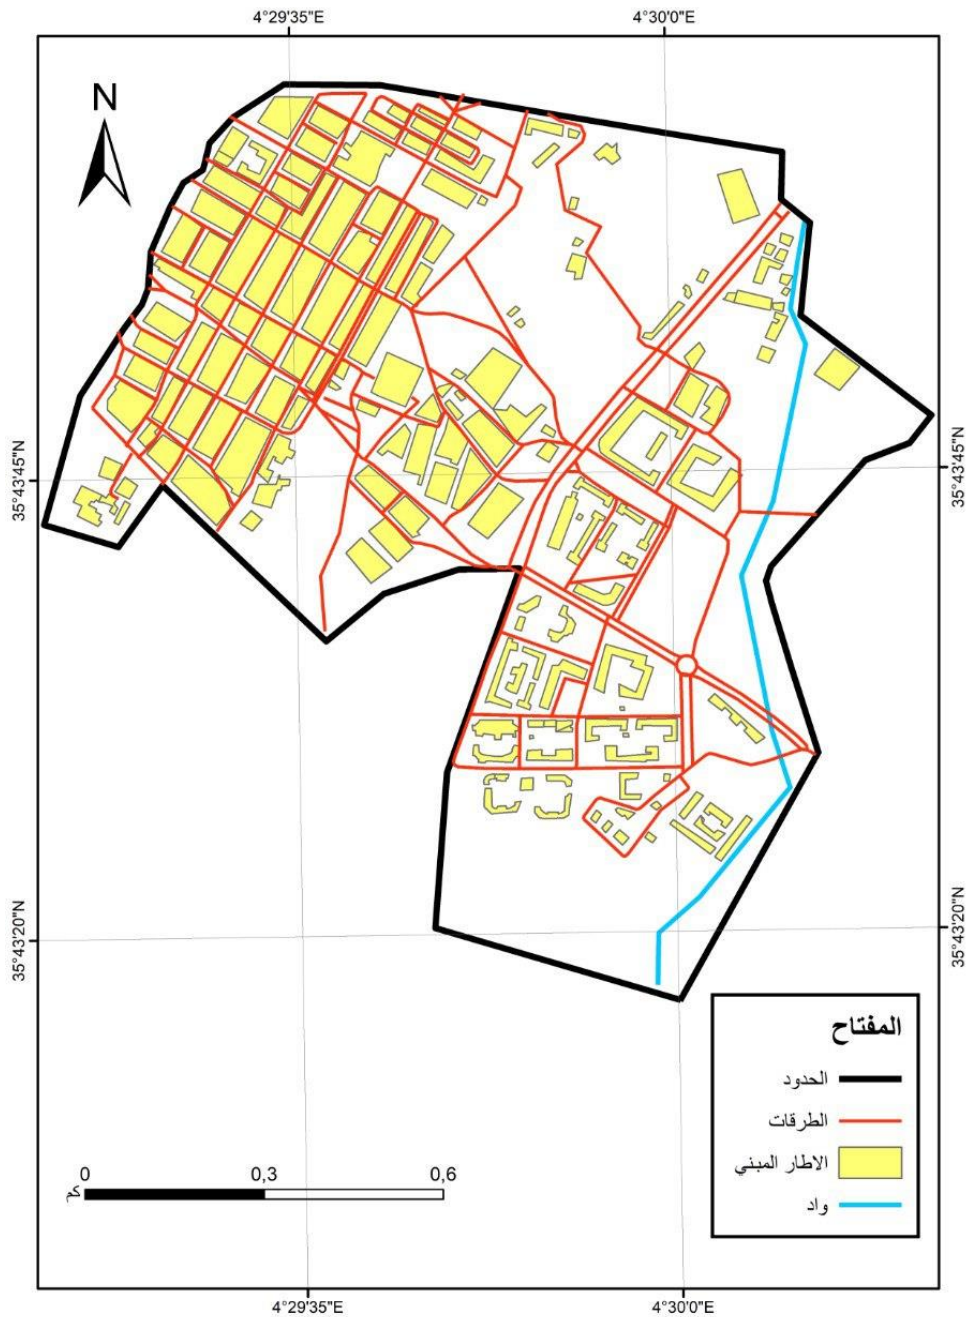 4°29'35"E
4°30'0"E
N
35°43'45"N
35°43'45"N
35°43'20"N
35°43'20"N
المفتاح
الحدود
الطرقات
الاطار المبني
واد
0
0,3
0,6
كم
4°29'35"E
4°30'0"E